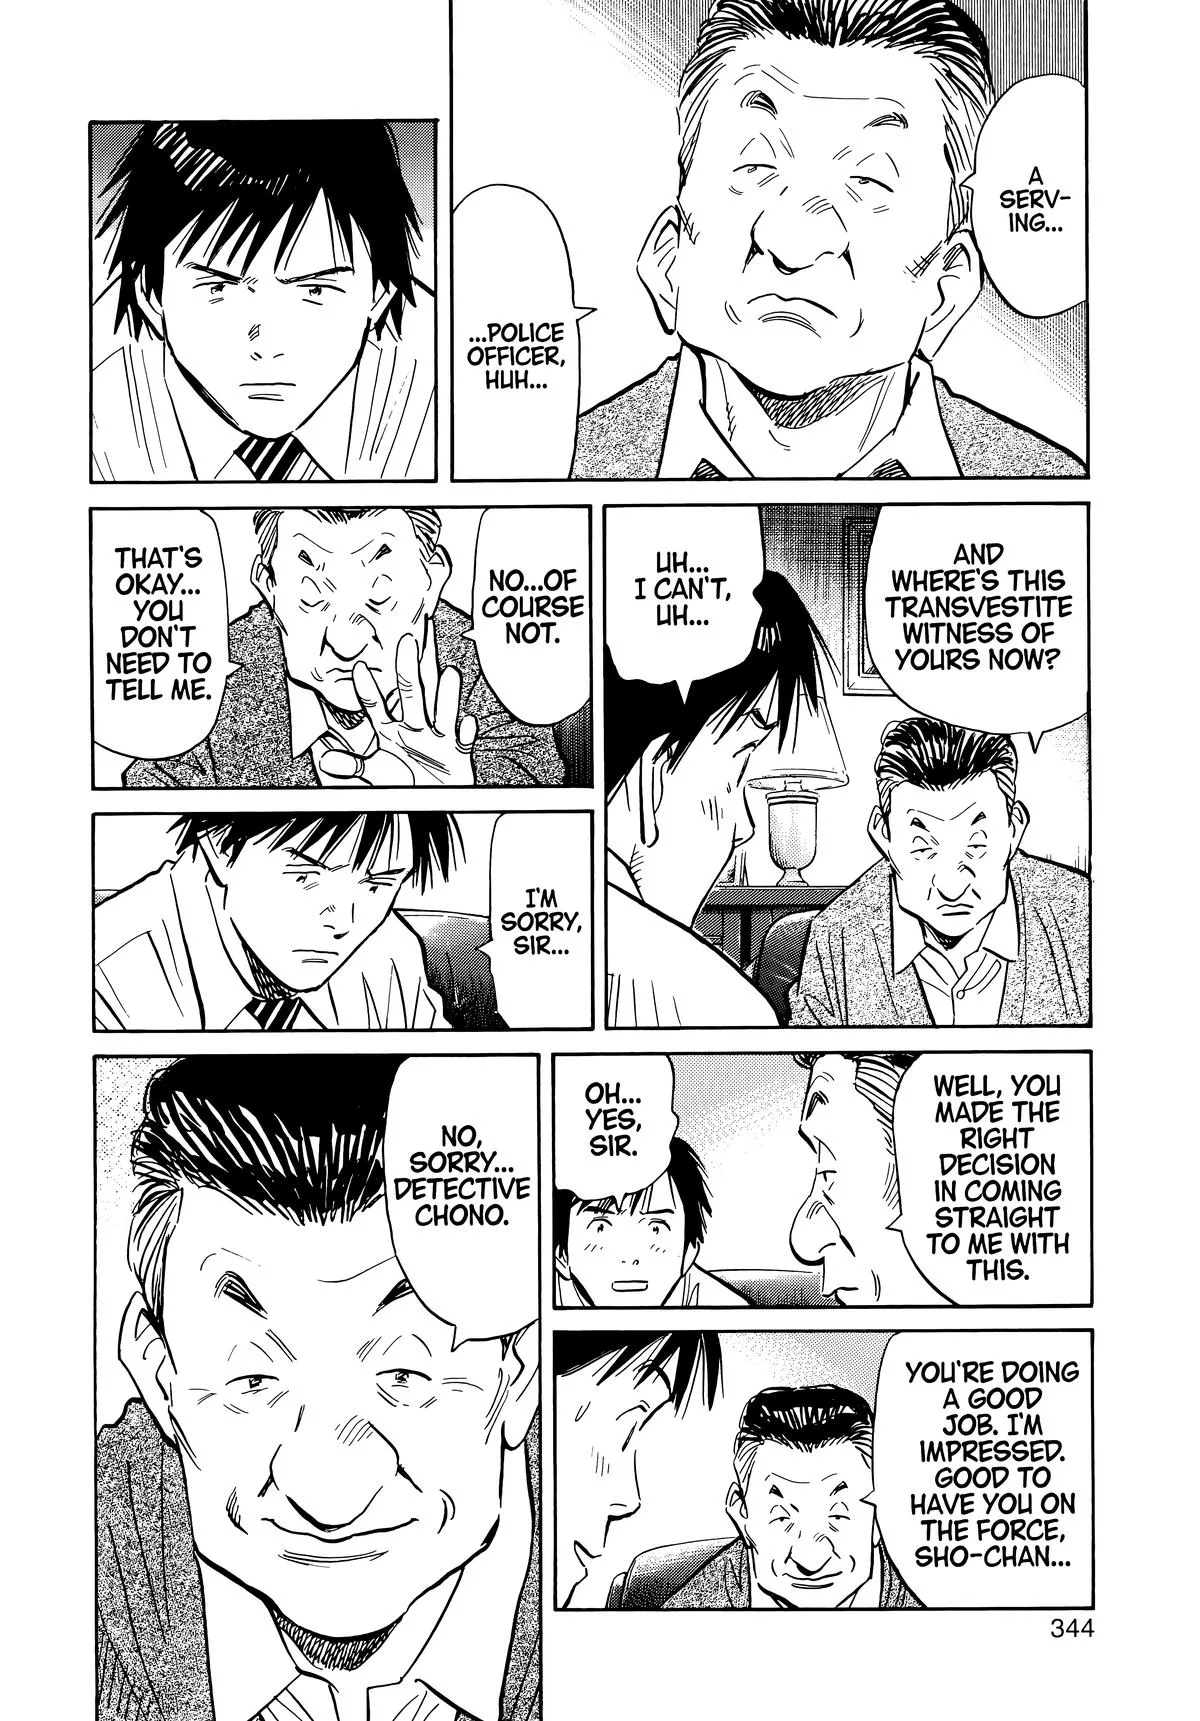 A
SERV-
ING...
...POLICE
OFFICER,
HUH...
AND
WHERE'S THIS
TRANSVESTITE
WITNESS OF
YOURS NOW?
UH...
I CAN'T,
UH...
NO...OF
COURSE
NOT.
THAT'S
OKAY...
YOU
DON'T
NEED TO
TELL ME.
I'M
SORRY,
SIR...
WELL, YOU
MADE THE
RIGHT
DECISION
IN COMING
STRAIGHT
TO ME WITH
THIS.
OH...
YES,
SIR.
YOU'RE DOING
A GOOD
JOB. I'M
IMPRESSED.
GOOD TO
HAVE YOU ON
THE FORCE,
SHO-CHAN...
NO,
SORRY...
DETECTIVE
CHONO.
344